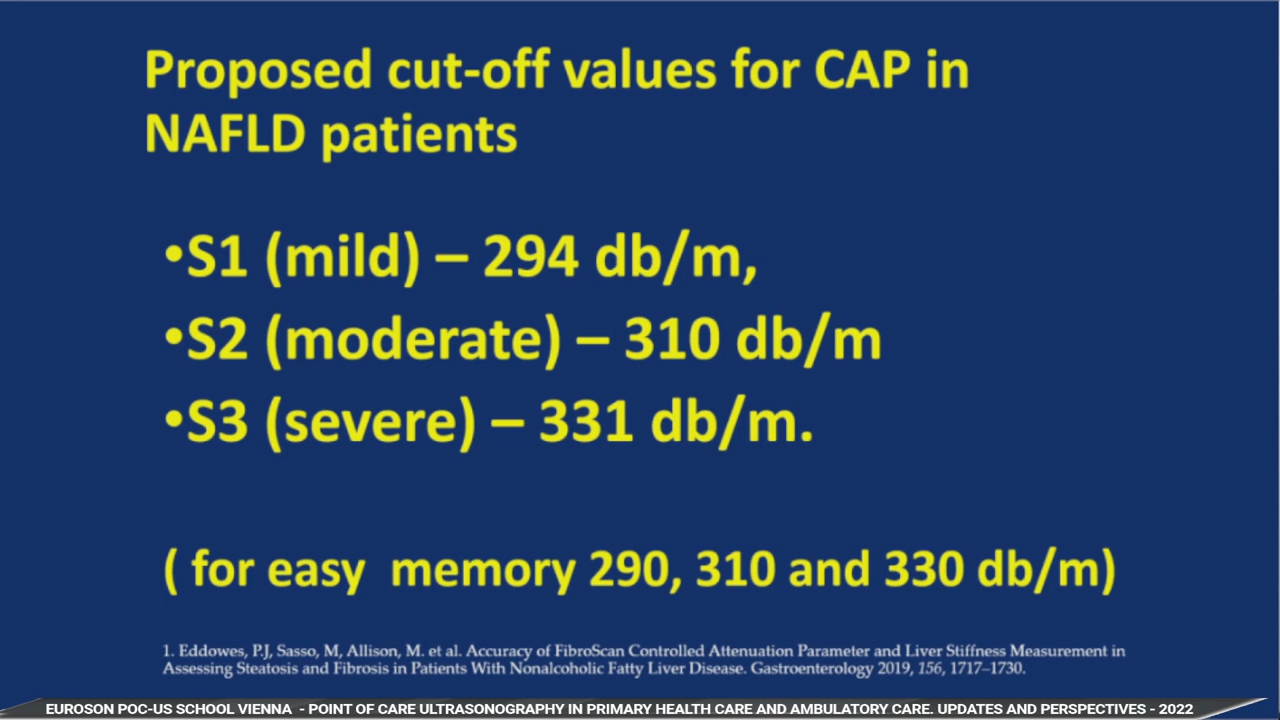 Proposed cut-off values for CAP in
NAFLD patients
•S1 (mild) – 294 db/m,
•S2 (moderate) – 310 db/m
•S3 (severe) – 331 db/m.
( for easy  memory 290, 310 and 330 db/m)
1. Eddowes, P.J, Sasso, M, Allison, M. et al. Accuracy of FibroScan Controlled Attenuation Parameter and Liver Stiffness Measurement in
Assessing Steatosis and Fibrosis in Patients With Nonalcoholic Fatty Liver Disease. Gastroenterology 2019, 156, 1717–1730.
EUROSON POC-US SCHOOL VIENNA  - POINT OF CARE ULTRASONOGRAPHY IN PRIMARY HEALTH CARE AND AMBULATORY CARE. UPDATES AND PERSPECTIVES - 2022